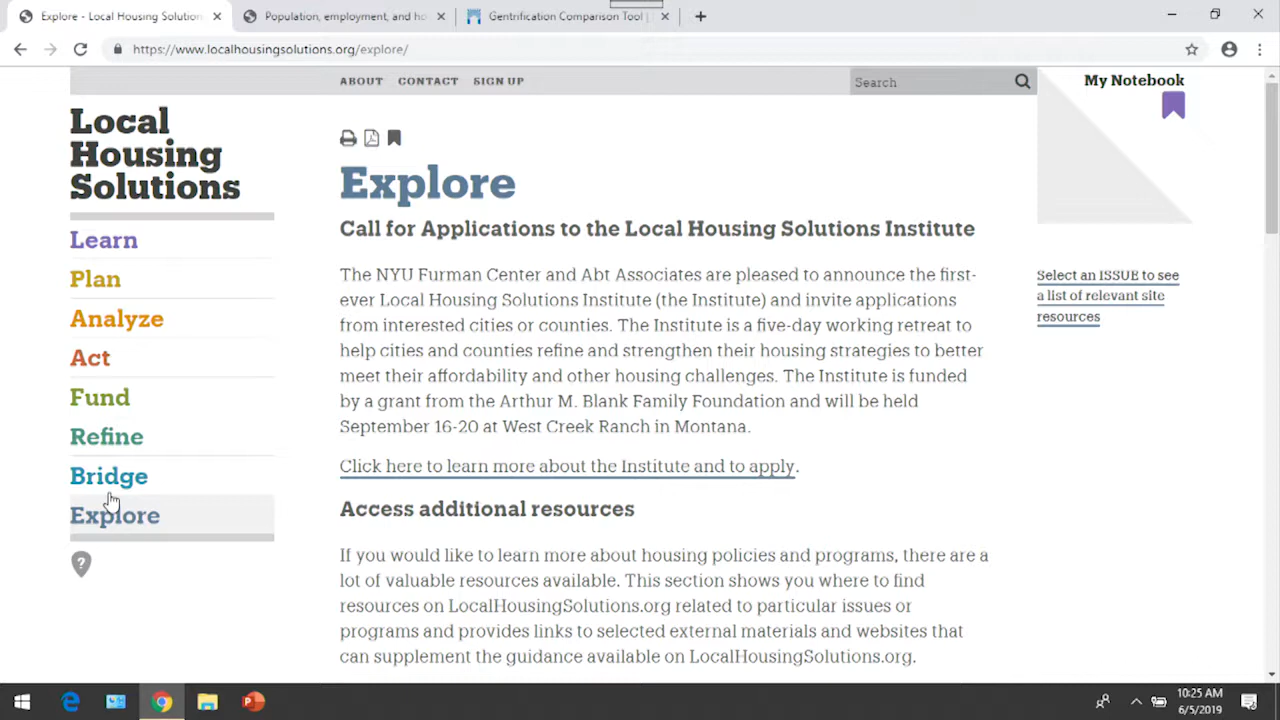 Explore - Local Housing Solution
Population, employment, and ho
Gentrification Comparison Tool |
https://www.localhousingsolutions.org/explore/
ABOUT CONTACT SIGN UP
Search
My Notebook
Local
Housing
Solutions
Learn
Plan
Analyze
Act
Fund
Refine
Bridge
Explore
?
Explore
Call for Applications to the Local Housing Solutions Institute
The NYU Furman Center and Abt Associates are pleased to announce the first-
ever Local Housing Solutions Institute (the Institute) and invite applications
from interested cities or counties. The Institute is a five-day working retreat to
help cities and counties refine and strengthen their housing strategies to better
meet their affordability and other housing challenges. The Institute is funded
by a grant from the Arthur M. Blank Family Foundation and will be held
September 16-20 at West Creek Ranch in Montana.
Click here to learn more about the Institute and to apply.
Access additional resources
If you would like to learn more about housing policies and programs, there are a
lot of valuable resources available. This section shows you where to find
resources on LocalHousingSolutions.org related to particular issues or
programs and provides links to selected external materials and websites that
can supplement the guidance available on LocalHousingSolutions.org.
Select an ISSUE to see
a list of relevant site
resources
10:25 AM
6/5/2019